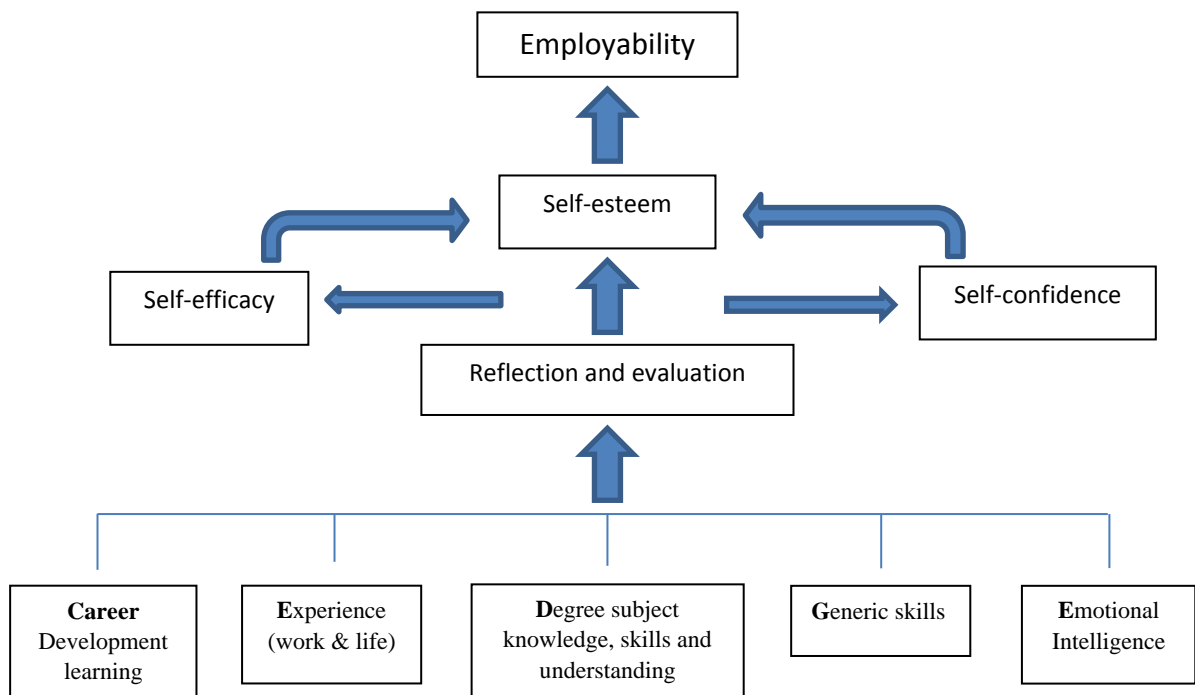 Employability
Self-esteem
Self-efficacy
Self-confidence
Reflection and evaluation
Career
Development
learning
Experience
(work & life)
Degree subject
knowledge, skills and
understanding
Generic skills
Emotional
Intelligence